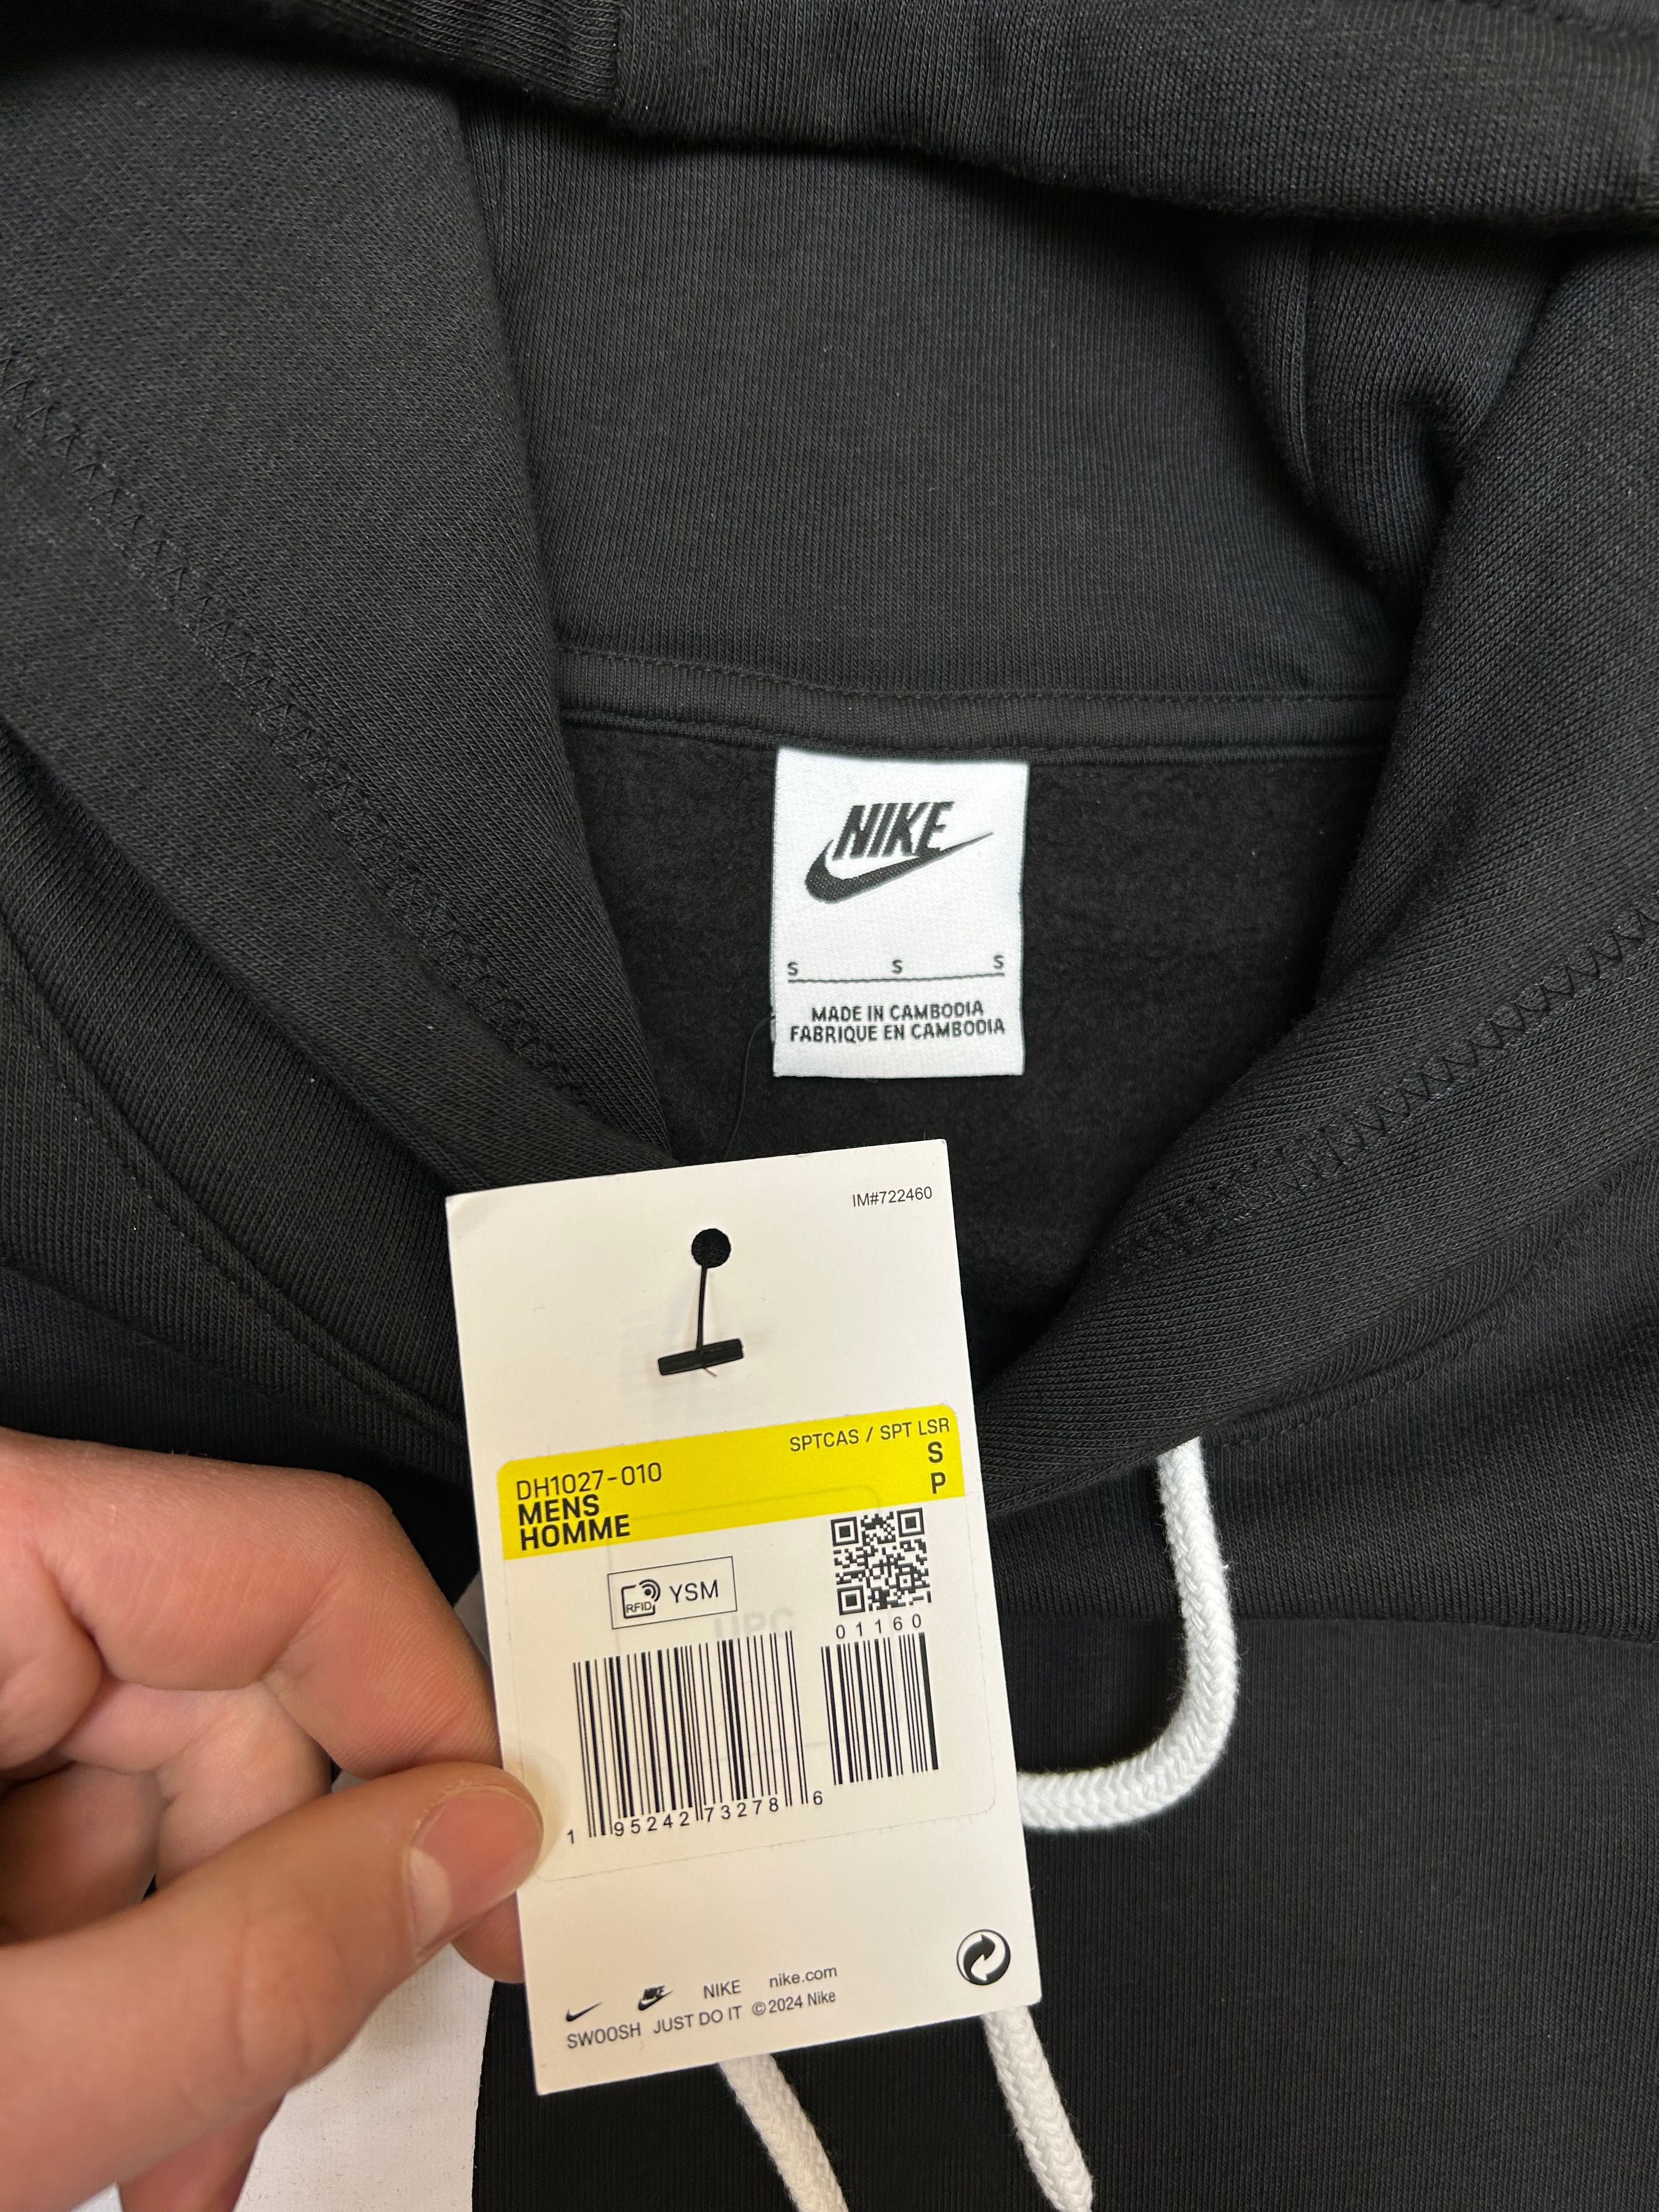 NIKE
S S S
MADE IN CAMBODIA
FABRIQUE EN CAMBODIA
IM#722460
SPTCAS / SPT LSR
DH1027-010 S
MENS P
HOMME
RFID YSM
UPC
01160
1 95242 73278 6
NIKE NIKE nike.com
SWOOSH JUST DO IT ©2024 Nike